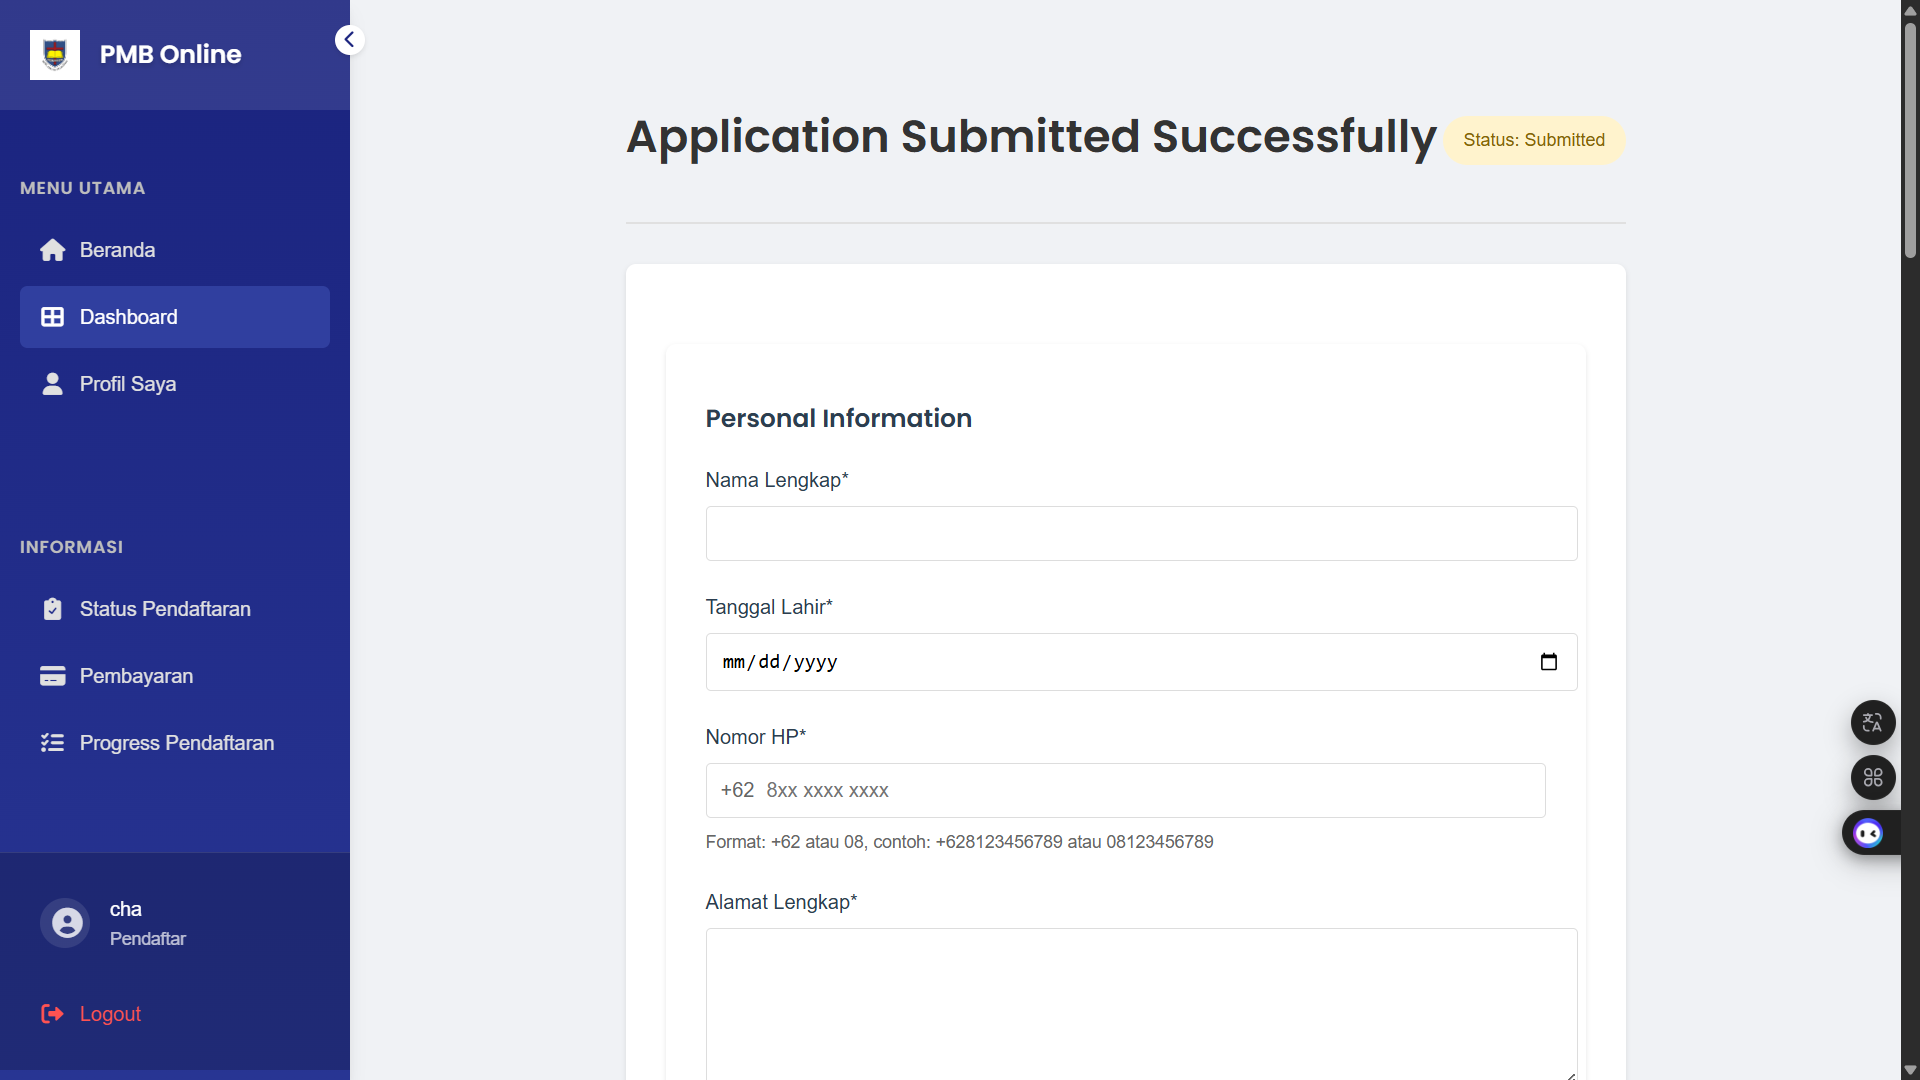 PMB Online
MENU UTAMA
Beranda
Dashboard
Profil Saya
INFORMASI
Status Pendaftaran
Pembayaran
Progress Pendaftaran
cha
Pendaftar
Logout
Application Submitted Successfully
Status: Submitted
Personal Information
Nama Lengkap*
Tanggal Lahir*
mm/dd/yyyy
Nomor HP*
+62 8xx xxxx xxxx
Format: +62 atau 08, contoh: +628123456789 atau 08123456789
Alamat Lengkap*